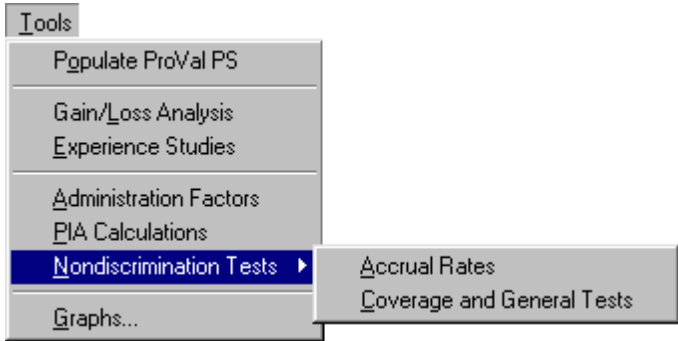 Tools
Populate ProVal PS
Gain/Loss Analysis
Experience Studies
Administration Factors
PIA Calculations
Nondiscrimination Tests
Accrual Rates
Coverage and General Tests
Graphs...